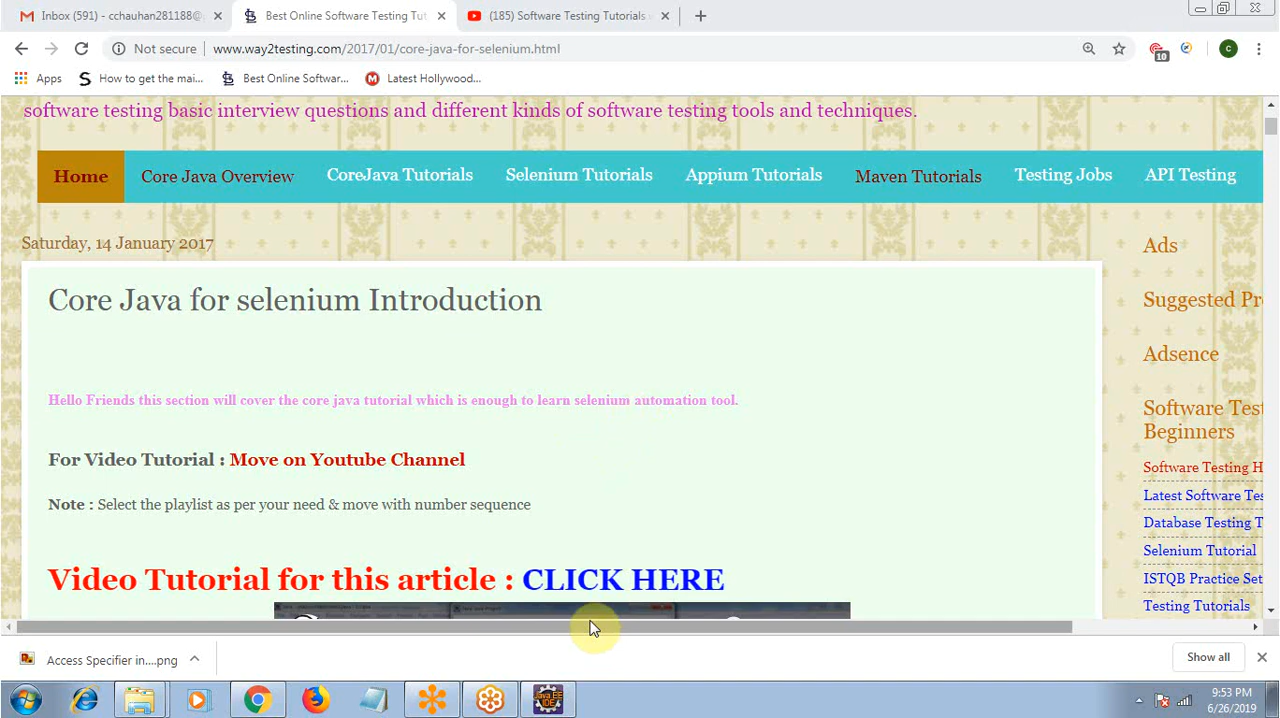 Inbox (591) - cchauhan281188@
Best Online Software Testing Tut
(185) Software Testing Tutorials
Not secure
www.way2testing.com/2017/01/core-java-for-selenium.html
10
C
Apps
How to get the mai...
Best Online Softwar...
Latest Hollywood...
software testing basic interview questions and different kinds of software testing tools and techniques.
Home
Core Java Overview
CoreJava Tutorials
Selenium Tutorials
Appium Tutorials
Maven Tutorials
Testing Jobs
API Testing
Saturday, 14 January 2017
Core Java for selenium Introduction
Hello Friends this section will cover the core java tutorial which is enough to learn selenium automation tool.
For Video Tutorial : Move on Youtube Channel
Note : Select the playlist as per your need & move with number sequence
Video Tutorial for this article : CLICK HERE
Ads
Suggested Pr
Adsence
Software Test
Beginners
Software Testing H
Latest Software Tes
Database Testing T
Selenium Tutorial
ISTQB Practice Set
Testing Tutorials
Access Specifier in....png
Show all
Java EE
IDE
9:53 PM
6/26/2019